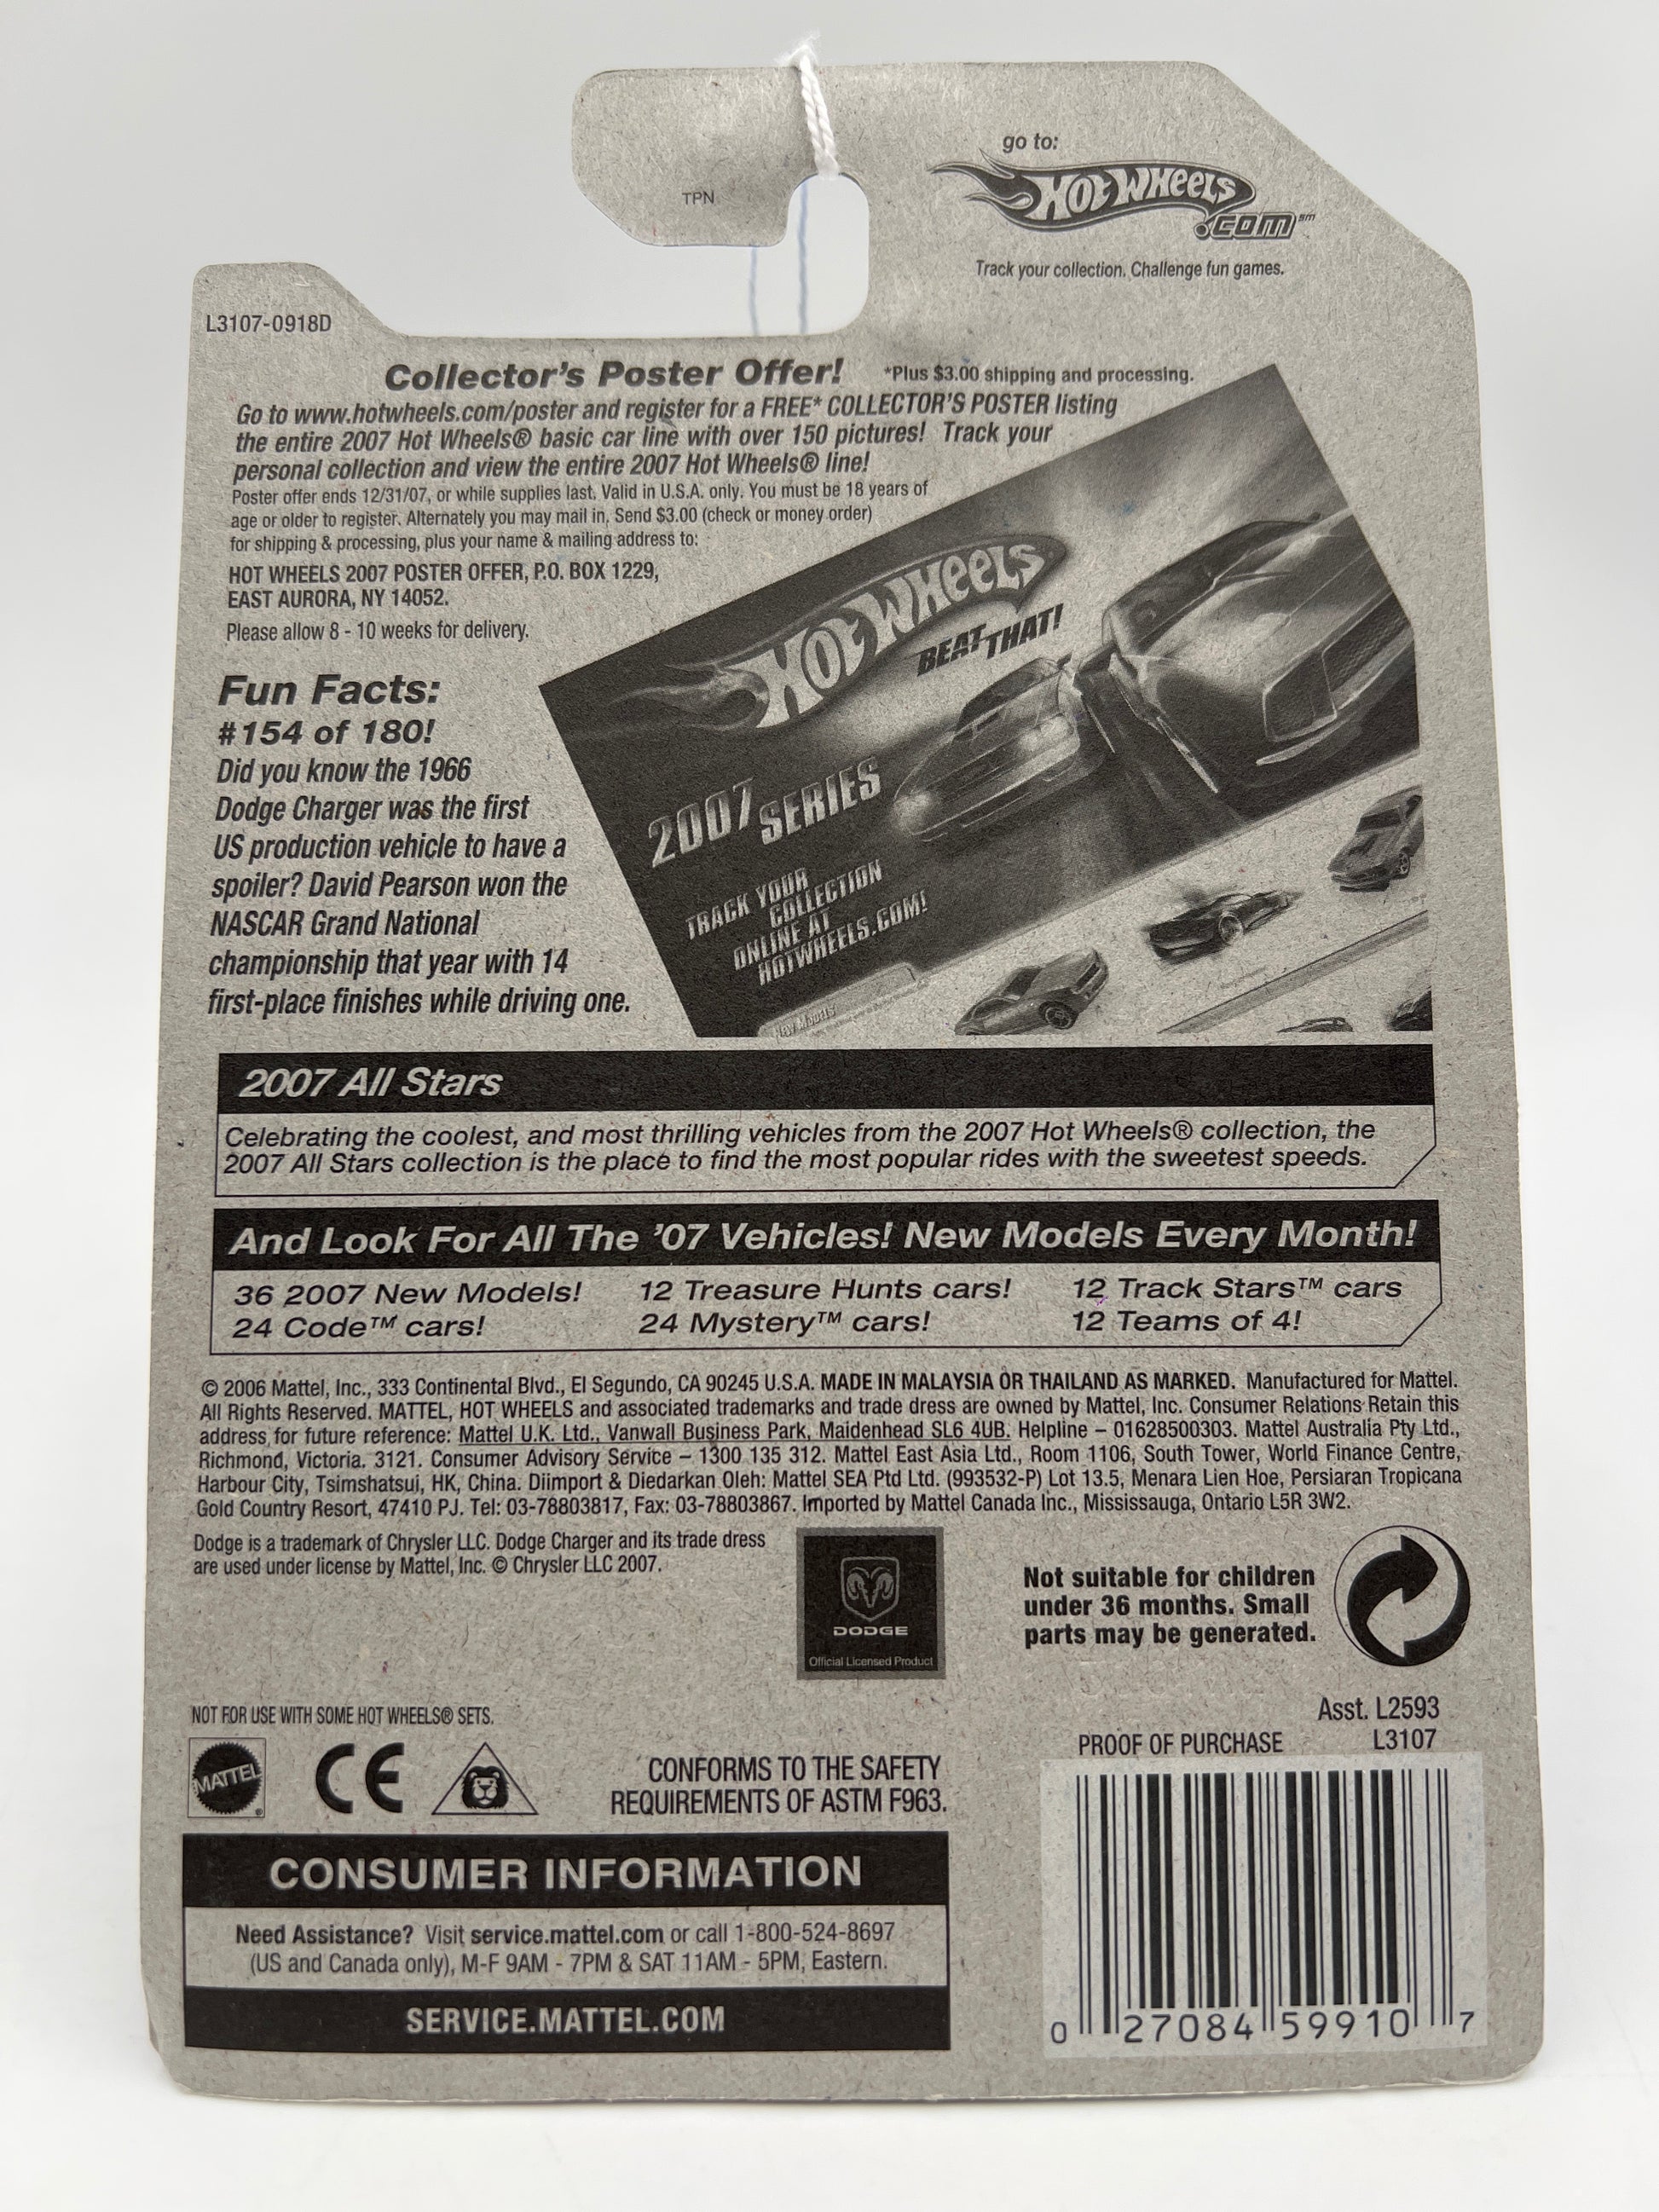 TPN
go to:
HOT WHEELS
.COM℠
Track your collection. Challenge fun games.
L3107-0918D
Collector's Poster Offer! *Plus $3.00 shipping and processing.
Go to www.hotwheels.com/poster and register for a FREE* COLLECTOR'S POSTER listing
the entire 2007 Hot Wheels® basic car line with over 150 pictures! Track your
personal collection and view the entire 2007 Hot Wheels® line!
Poster offer ends 12/31/07, or while supplies last. Valid in U.S.A. only. You must be 18 years of
age or older to register. Alternately you may mail in. Send $3.00 (check or money order)
for shipping & processing, plus your name & mailing address to:
HOT WHEELS 2007 POSTER OFFER, P.O. BOX 1229,
EAST AURORA, NY 14052.
Please allow 8 - 10 weeks for delivery.
HOT WHEELS
BEAT THAT!
2007 SERIES
TRACK YOUR
COLLECTION
ONLINE AT
HOTWHEELS.COM!
New Models
Fun Facts:
#154 of 180!
Did you know the 1966
Dodge Charger was the first
US production vehicle to have a
spoiler? David Pearson won the
NASCAR Grand National
championship that year with 14
first-place finishes while driving one.
2007 All Stars
Celebrating the coolest, and most thrilling vehicles from the 2007 Hot Wheels® collection, the
2007 All Stars collection is the place to find the most popular rides with the sweetest speeds.
And Look For All The '07 Vehicles! New Models Every Month!
36 2007 New Models! 12 Treasure Hunts cars! 12 Track Stars™ cars
24 Code™ cars! 24 Mystery™ cars! 12 Teams of 4!
© 2006 Mattel, Inc., 333 Continental Blvd., El Segundo, CA 90245 U.S.A. MADE IN MALAYSIA OR THAILAND AS MARKED. Manufactured for Mattel.
All Rights Reserved. MATTEL, HOT WHEELS and associated trademarks and trade dress are owned by Mattel, Inc. Consumer Relations Retain this
address for future reference: Mattel U.K. Ltd., Vanwall Business Park, Maidenhead SL6 4UB. Helpline – 01628500303. Mattel Australia Pty Ltd.,
Richmond, Victoria. 3121. Consumer Advisory Service – 1300 135 312. Mattel East Asia Ltd., Room 1106, South Tower, World Finance Centre,
Harbour City, Tsimshatsui, HK, China. Diimport & Diedarkan Oleh: Mattel SEA Ptd Ltd. (993532-P) Lot 13.5, Menara Lien Hoe, Persiaran Tropicana
Gold Country Resort, 47410 PJ. Tel: 03-78803817, Fax: 03-78803867. Imported by Mattel Canada Inc., Mississauga, Ontario L5R 3W2.
Dodge is a trademark of Chrysler LLC. Dodge Charger and its trade dress
are used under license by Mattel, Inc. © Chrysler LLC 2007.
DODGE
Official Licensed Product
Not suitable for children
under 36 months. Small
parts may be generated.
NOT FOR USE WITH SOME HOT WHEELS® SETS.
MATTEL®
CE
CONFORMS TO THE SAFETY
REQUIREMENTS OF ASTM F963.
Asst. L2593
PROOF OF PURCHASE L3107
0 27084 59910 7
CONSUMER INFORMATION
Need Assistance? Visit service.mattel.com or call 1-800-524-8697
(US and Canada only), M-F 9AM - 7PM & SAT 11AM - 5PM, Eastern.
SERVICE.MATTEL.COM